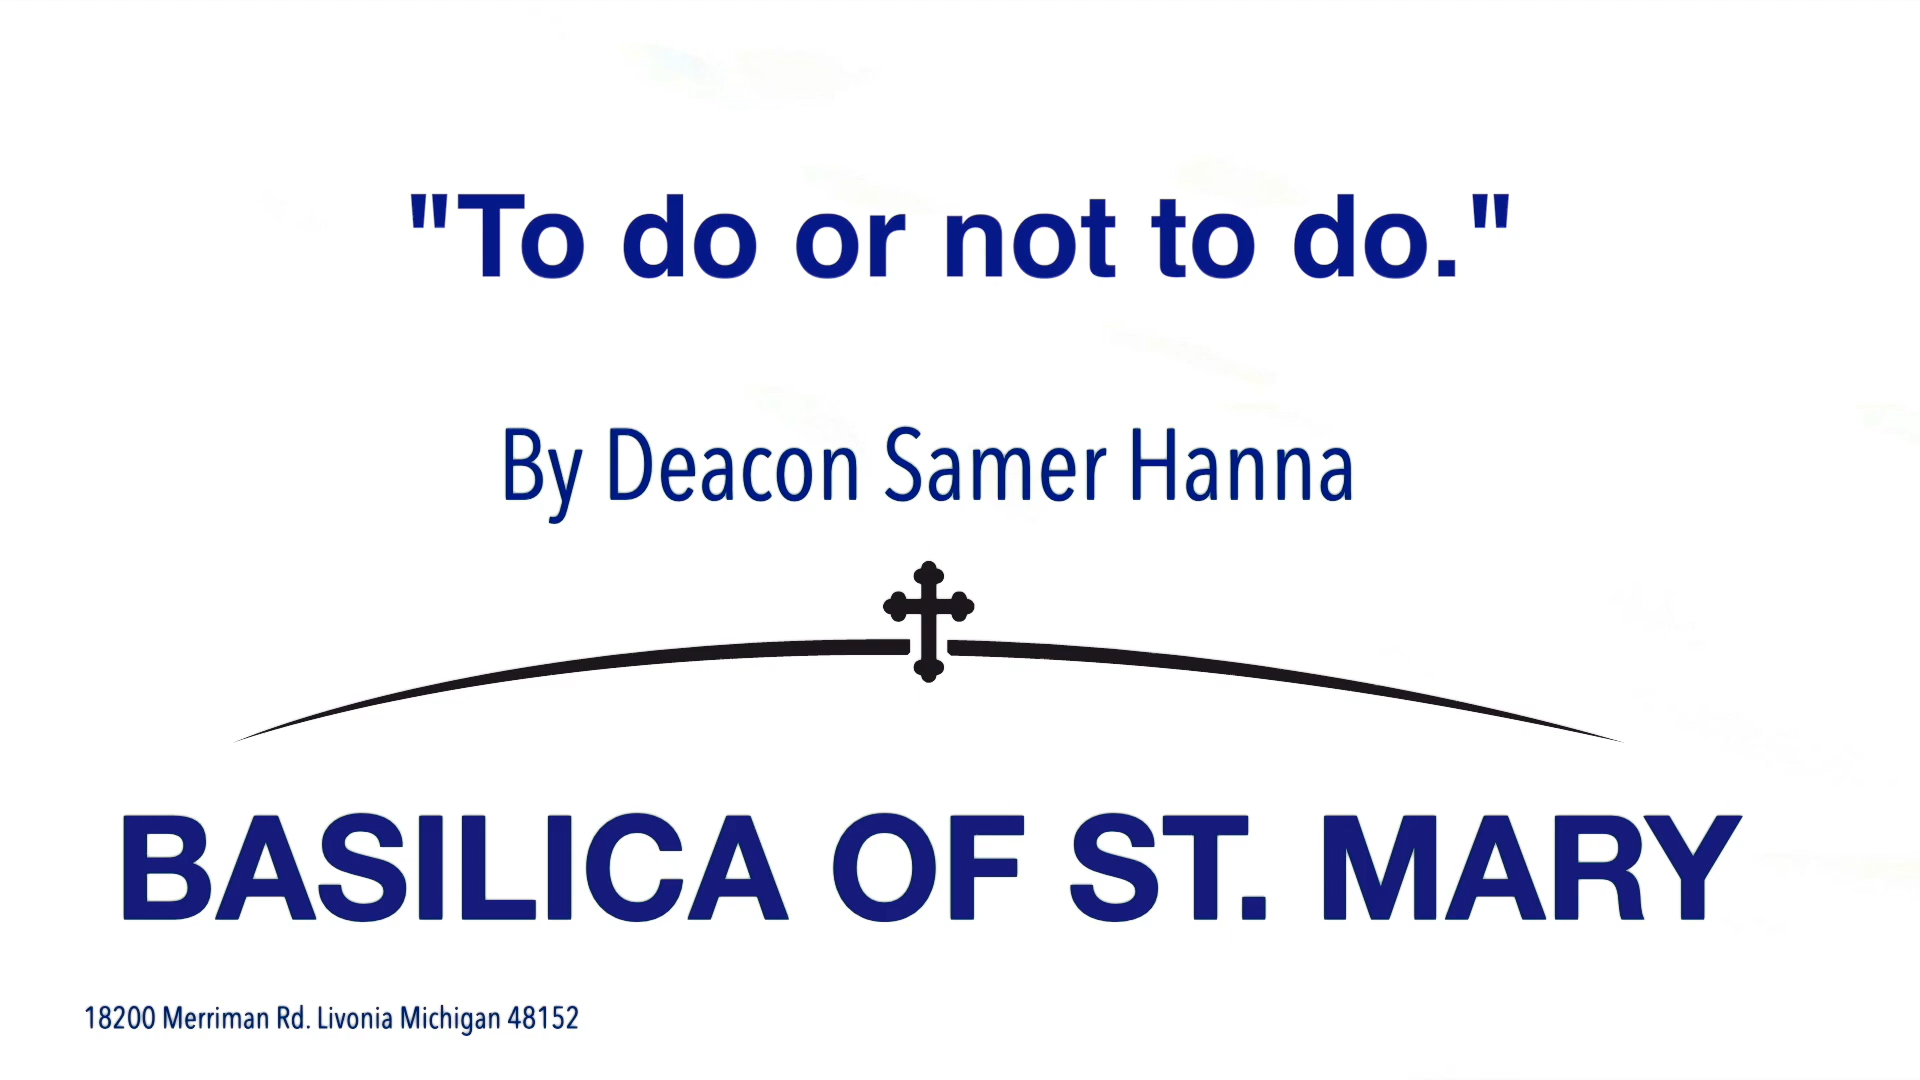 "To do or not to do."
By Deacon Samer Hanna
BASILICA OF ST. MARY
18200 Merriman Rd. Livonia Michigan 48152